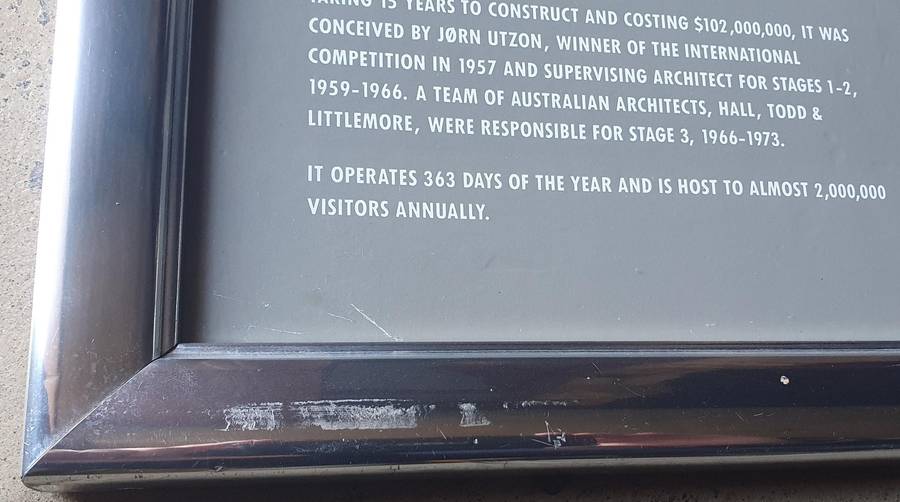 TAKING 15 YEARS TO CONSTRUCT AND COSTING $102,000,000, IT WAS
CONCEIVED BY JØRN UTZON, WINNER OF THE INTERNATIONAL
COMPETITION IN 1957 AND SUPERVISING ARCHITECT FOR STAGES 1-2,
1959-1966. A TEAM OF AUSTRALIAN ARCHITECTS, HALL, TODD &
LITTLEMORE, WERE RESPONSIBLE FOR STAGE 3, 1966-1973.
IT OPERATES 363 DAYS OF THE YEAR AND IS HOST TO ALMOST 2,000,000
VISITORS ANNUALLY.